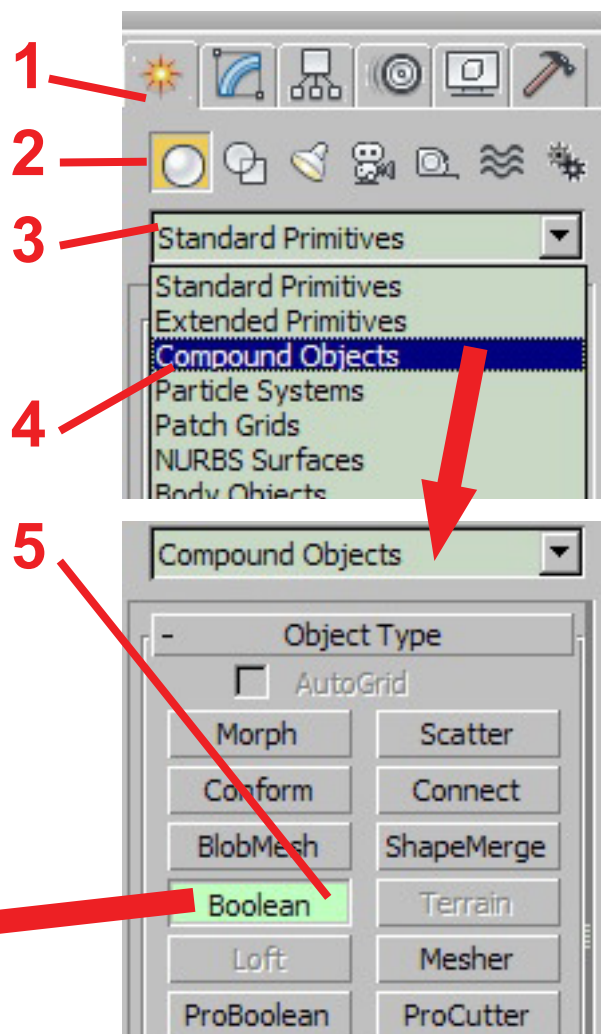 1
2
3
Standard Primitives
Standard Primitives
Extended Primitives
Compound Objects
4
Particle Systems
Patch Grids
NURBS Surfaces
Body Objects
5
Compound Objects
- Object Type
AutoGrid
Morph Scatter
Conform Connect
BlobMesh ShapeMerge
Boolean Terrain
Loft Mesher
ProBoolean ProCutter